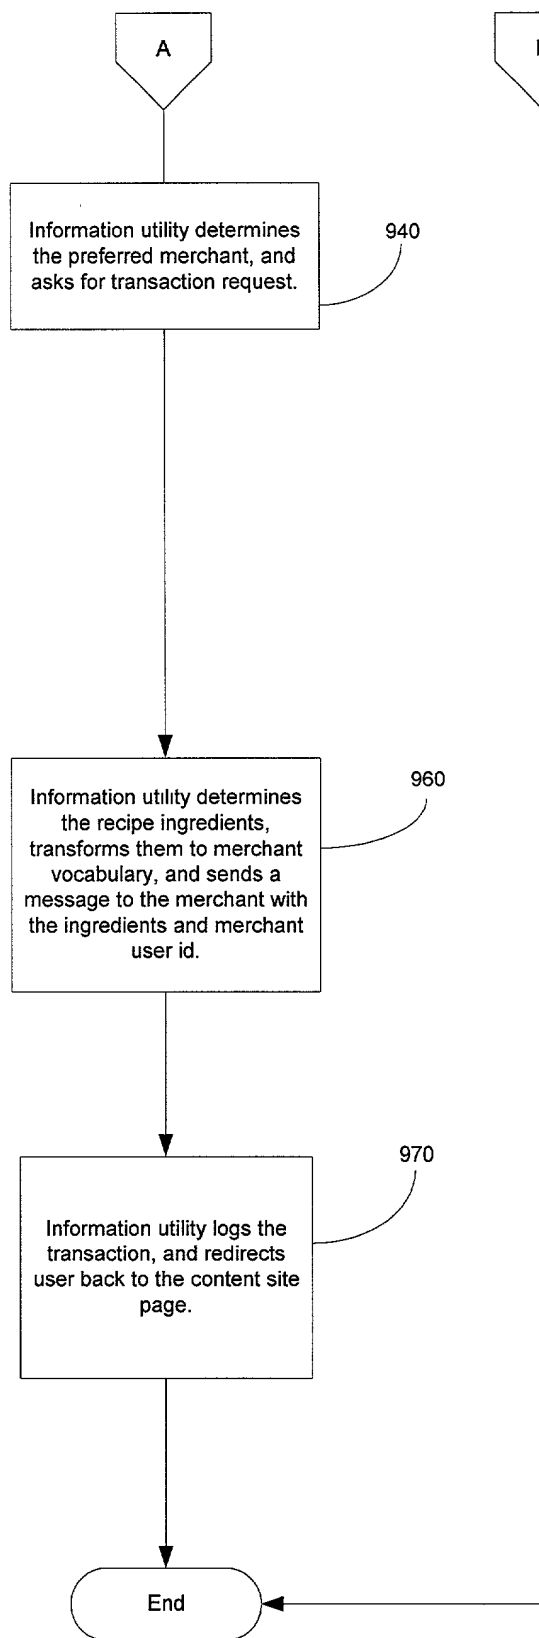 A
Information utility determines
the preferred merchant, and
asks for transaction request.
940
Information utility determines
the recipe ingredients,
transforms them to merchant
vocabulary, and sends a
message to the merchant with
the ingredients and merchant
user id.
960
Information utility logs the
transaction, and redirects
user back to the content site
page.
970
End